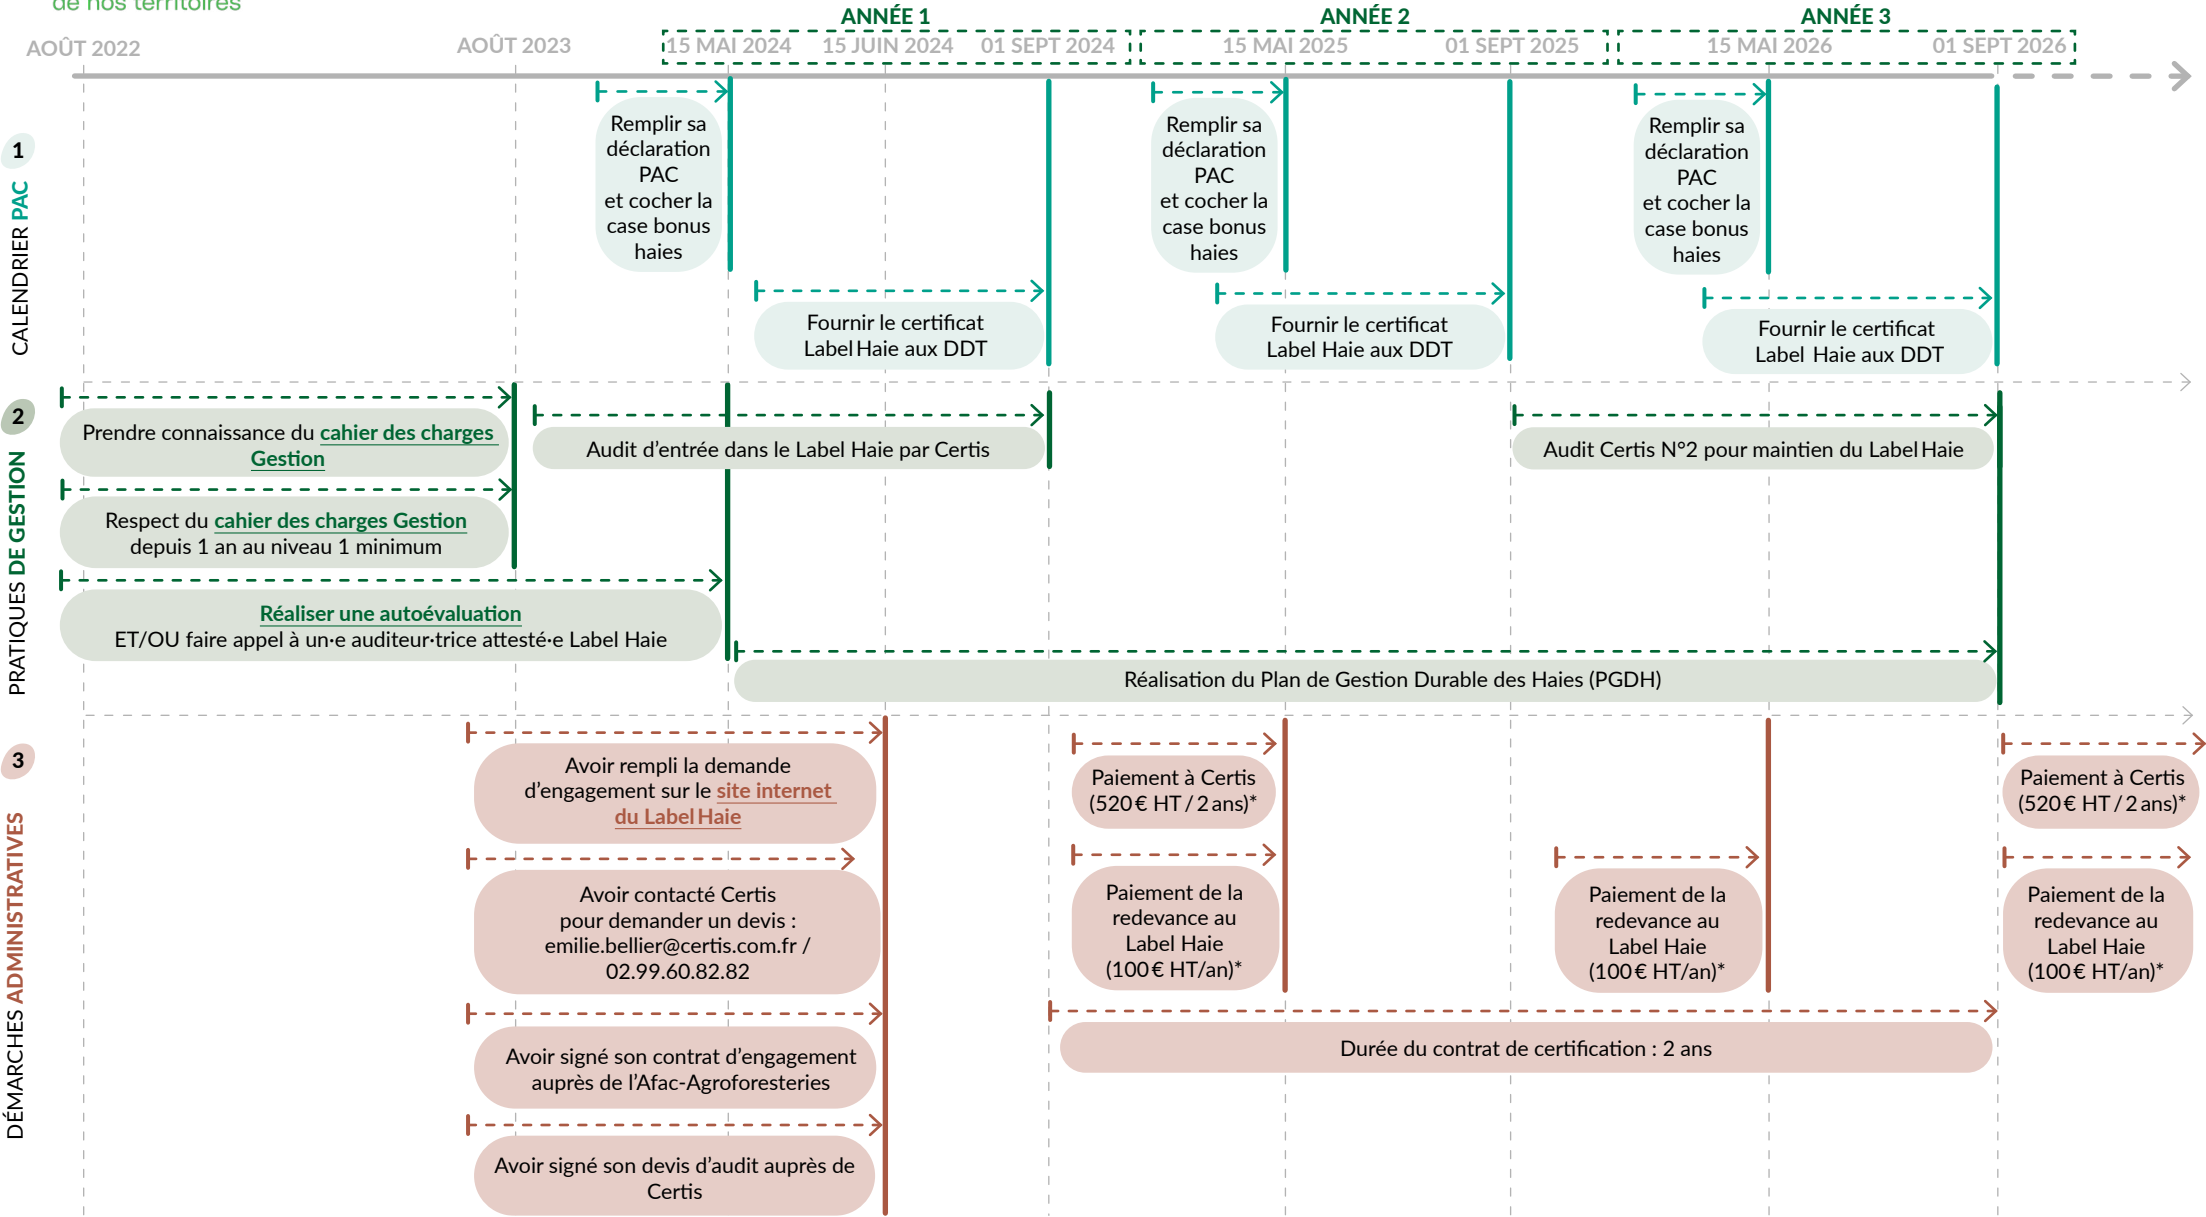 de nos territoires
ANNÉE 1
ANNÉE 2
ANNÉE 3
AOÛT 2022
AOÛT 2023
15 MAI 2024
15 JUIN 2024
01 SEPT 2024
15 MAI 2025
01 SEPT 2025
15 MAI 2026
01 SEPT 2026
1
CALENDRIER PAC
Remplir sa
déclaration
PAC
et cocher la
case bonus
haies
Remplir sa
déclaration
PAC
et cocher la
case bonus
haies
Remplir sa
déclaration
PAC
et cocher la
case bonus
haies
Fournir le certificat
Label Haie aux DDT
Fournir le certificat
Label Haie aux DDT
Fournir le certificat
Label Haie aux DDT
2
PRATIQUES DE GESTION
Prendre connaissance du cahier des charges
Gestion
Audit d'entrée dans le Label Haie par Certis
Audit Certis N°2 pour maintien du Label Haie
Respect du cahier des charges Gestion
depuis 1 an au niveau 1 minimum
Réaliser une autoévaluation
ET/OU faire appel à un·e auditeur·trice attesté·e Label Haie
Réalisation du Plan de Gestion Durable des Haies (PGDH)
3
DÉMARCHES ADMINISTRATIVES
Avoir rempli la demande
d'engagement sur le site internet
du Label Haie
Paiement à Certis
(520 € HT / 2 ans)*
Paiement à Certis
(520 € HT / 2 ans)*
Avoir contacté Certis
pour demander un devis :
emilie.bellier@certis.com.fr /
02.99.60.82.82
Paiement de la
redevance au
Label Haie
(100 € HT/an)*
Paiement de la
redevance au
Label Haie
(100 € HT/an)*
Paiement de la
redevance au
Label Haie
(100 € HT/an)*
Avoir signé son contrat d'engagement
auprès de l'Afac-Agroforesteries
Durée du contrat de certification : 2 ans
Avoir signé son devis d'audit auprès de
Certis